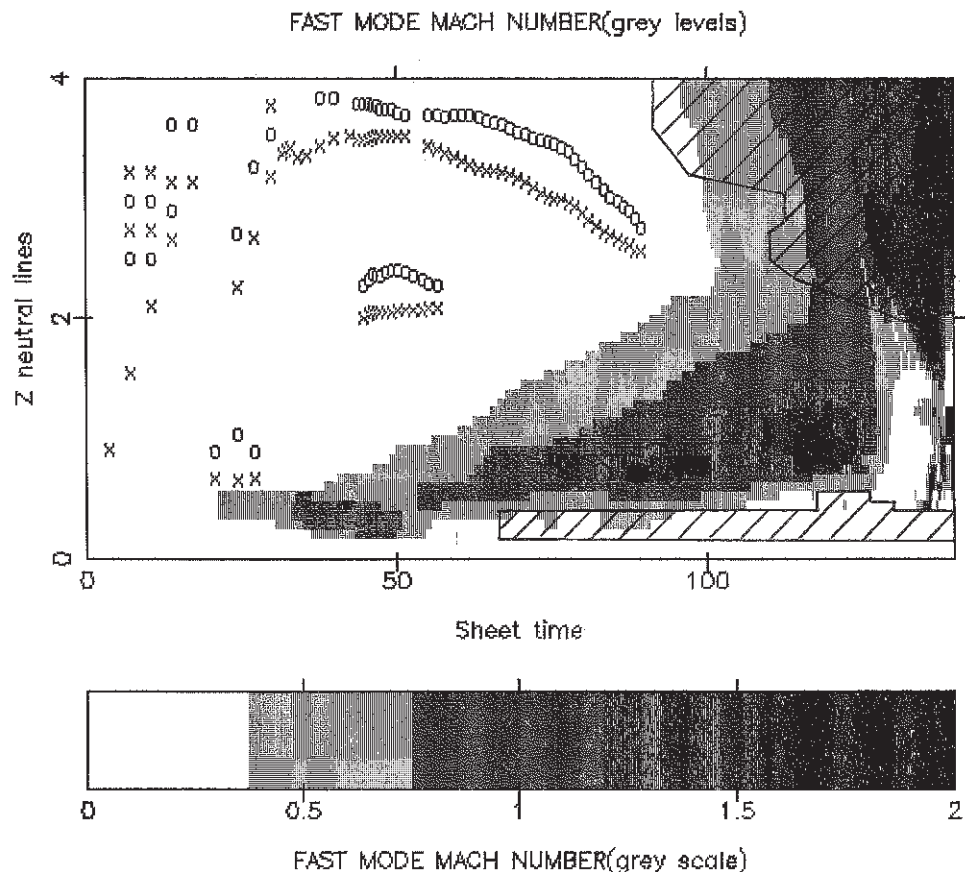 FAST MODE MACH NUMBER(grey levels)
4
2
0
Z neutral lines
0 50 100
Sheet time
0 0.5 1 1.5 2
FAST MODE MACH NUMBER(grey scale)